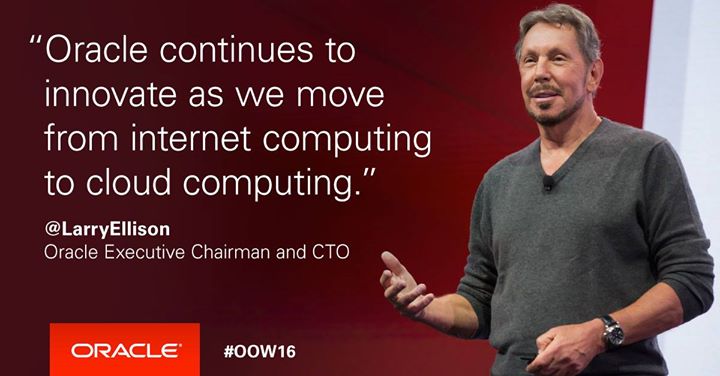 “Oracle continues to
innovate as we move
from internet computing
to cloud computing.”
@LarryEllison
Oracle Executive Chairman and CTO
ORACLE®
#OOW16